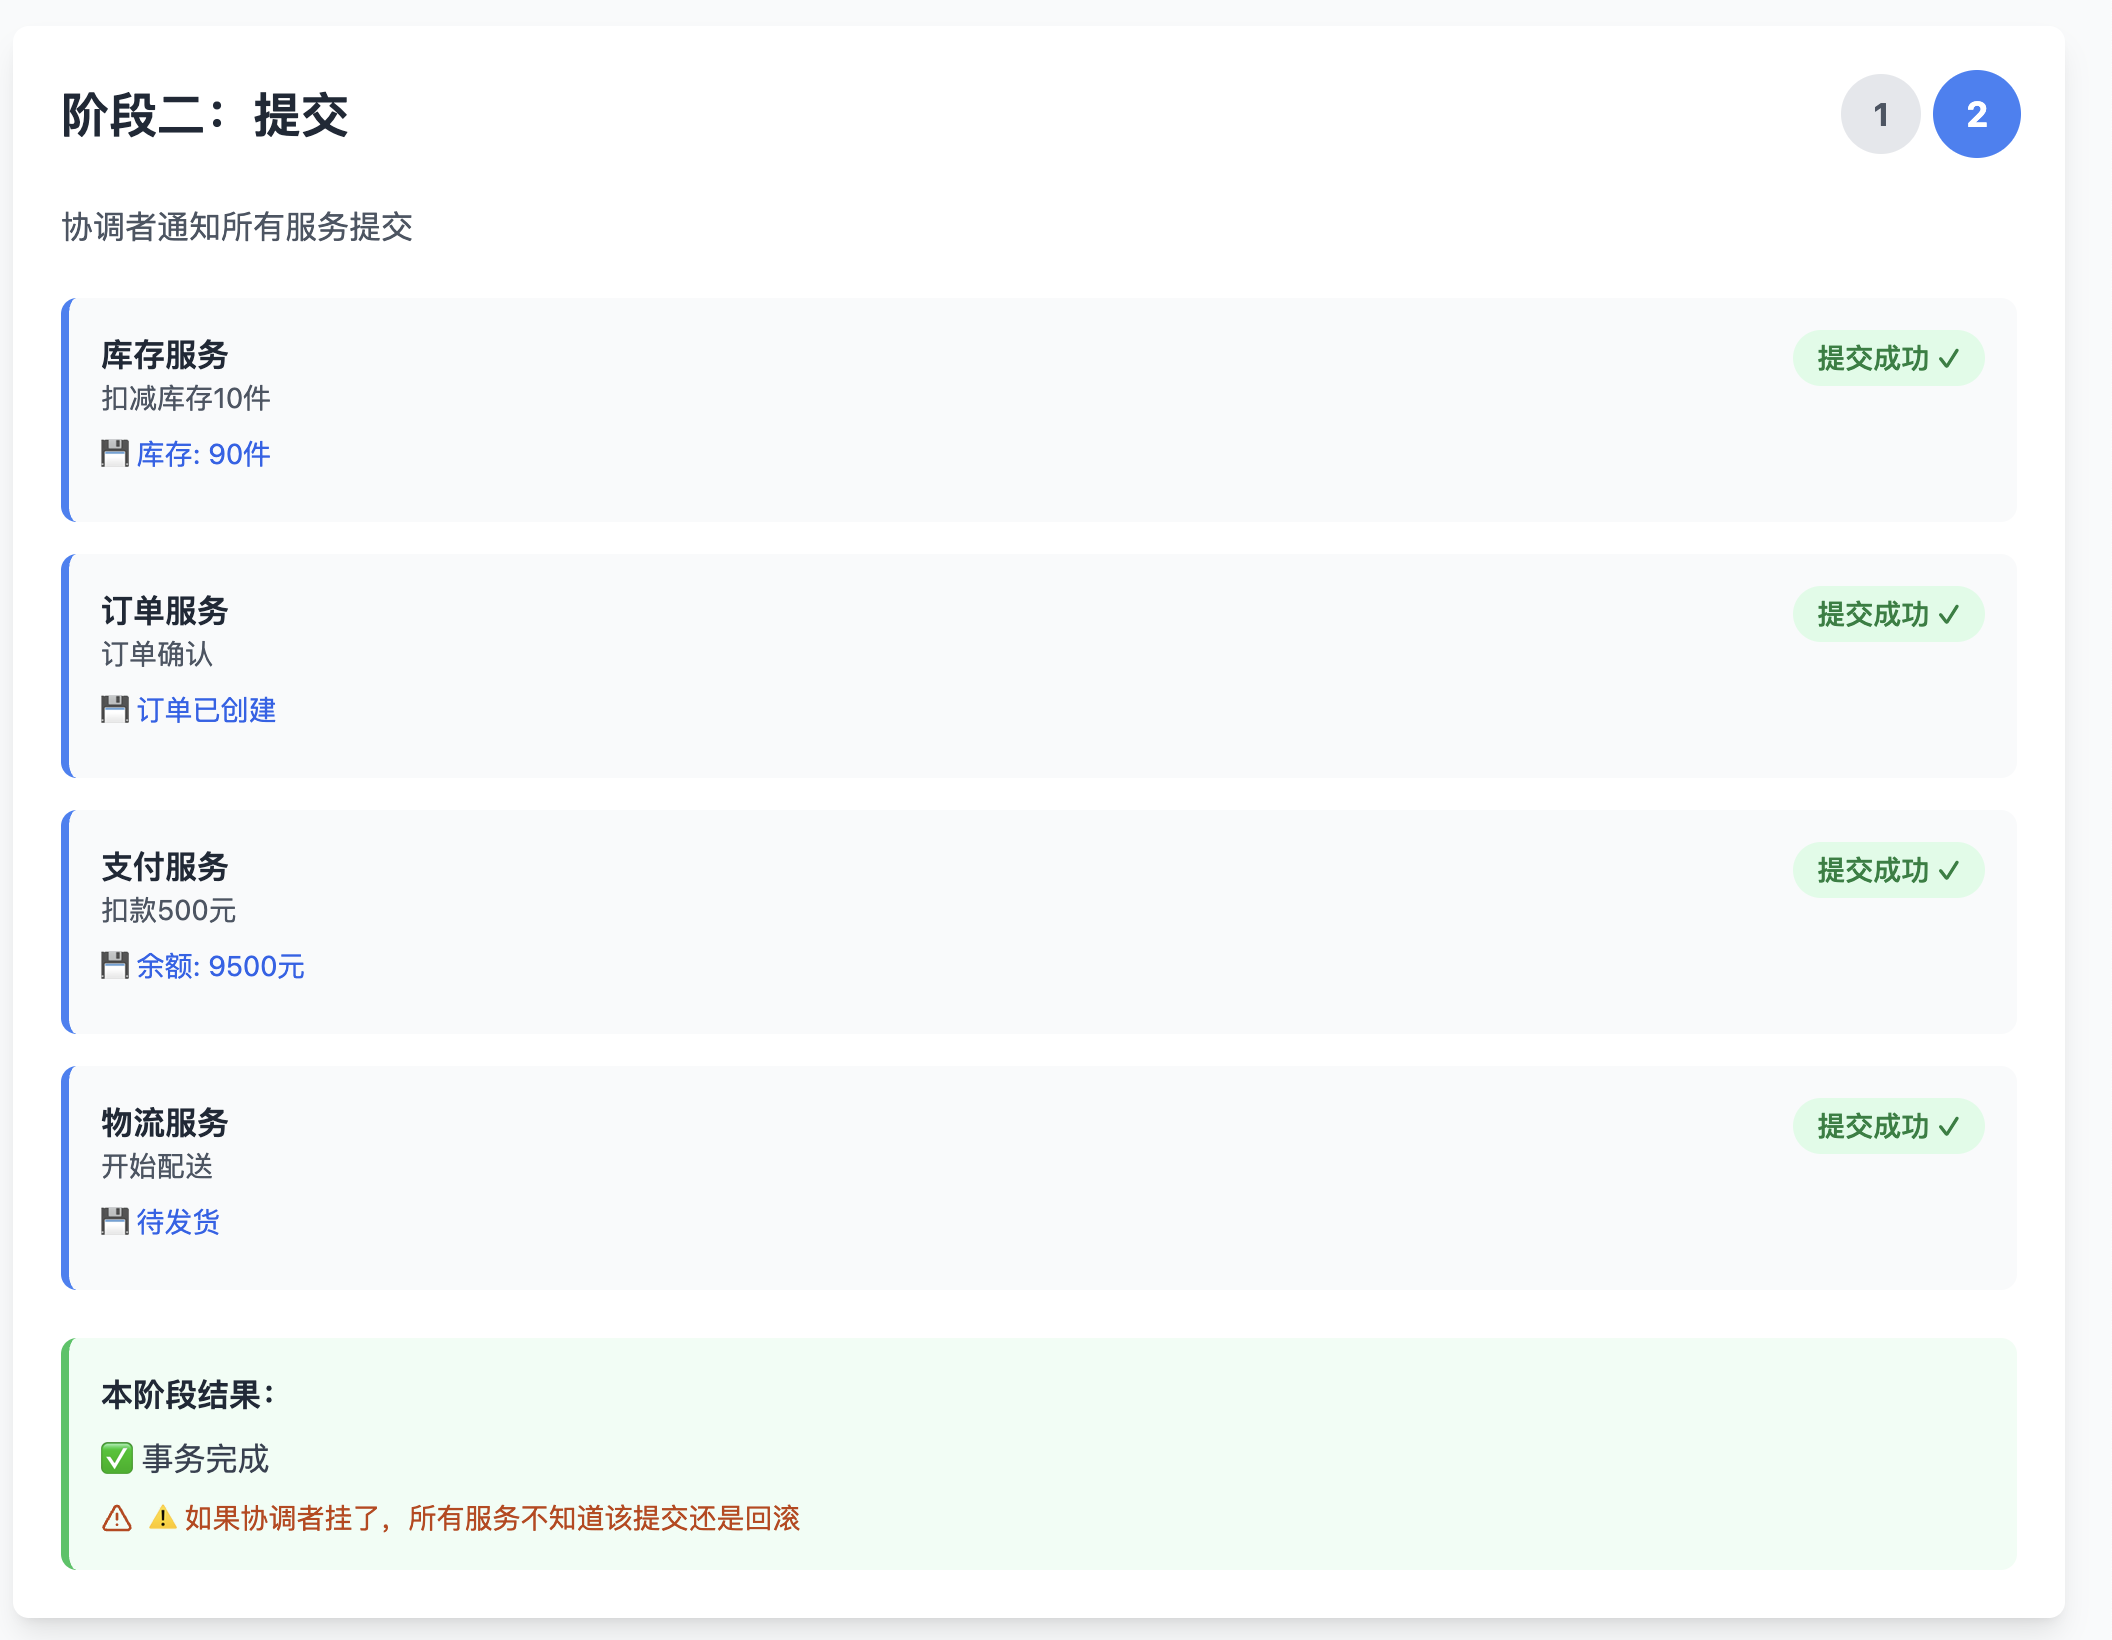 阶段二：提交
1 2
协调者通知所有服务提交
库存服务
提交成功 ✓
扣减库存10件
💾 库存: 90件
订单服务
提交成功 ✓
订单确认
💾 订单已创建
支付服务
提交成功 ✓
扣款500元
💾 余额: 9500元
物流服务
提交成功 ✓
开始配送
💾 待发货
本阶段结果：
✅ 事务完成
⚠ ⚠️ 如果协调者挂了，所有服务不知道该提交还是回滚